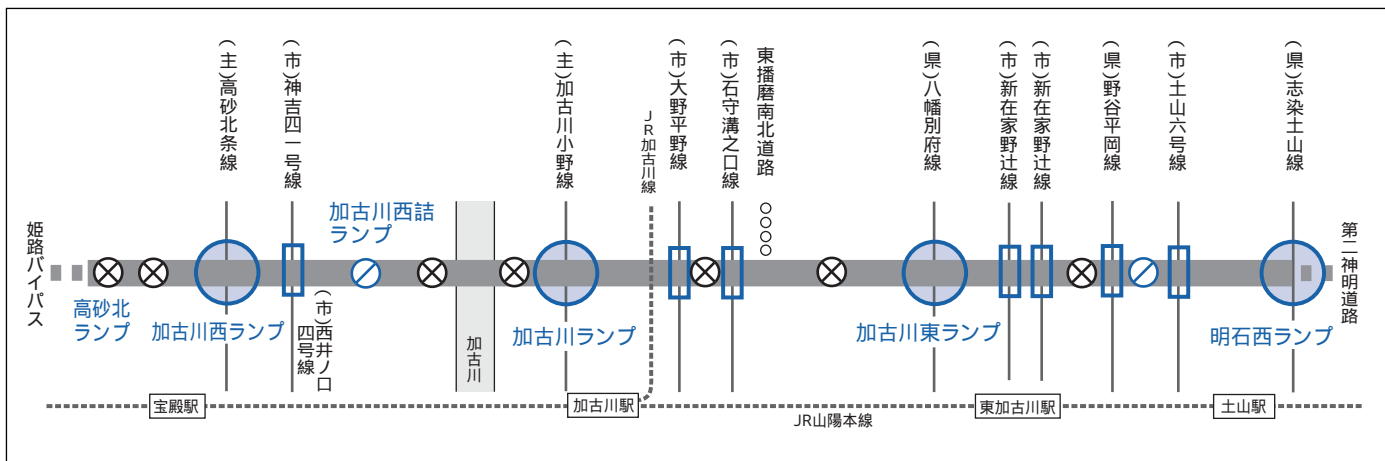 (主)高砂北条線
(市)神吉四一号線
(主)加古川小野線
JR加古川線
(市)大野平野線
(市)石守溝之口線
東播磨南北道路
(県)八幡別府線
(市)新在家野辻線
(市)新在家野辻線
(県)野谷平岡線
(市)土山六号線
(県)志染土山線
姫路バイパス
高砂北
ランプ
加古川西ランプ
(市)西井ノ口
四号線
加古川西詰
ランプ
加古川
加古川ランプ
加古川東ランプ
明石西ランプ
第二神明道路
宝殿駅
加古川駅
JR山陽本線
東加古川駅
土山駅